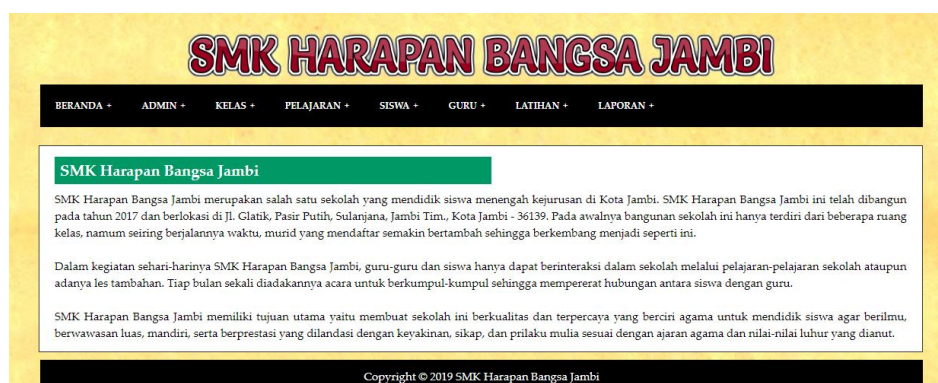 SMK HARAPAN BANGSA JAMBI
BERANDA + ADMIN + KELAS + PELAJARAN + SISWA + GURU + LATIHAN + LAPORAN +
SMK Harapan Bangsa Jambi
SMK Harapan Bangsa Jambi merupakan salah satu sekolah yang mendidik siswa menengah kejurusan di Kota Jambi. SMK Harapan Bangsa Jambi ini telah dibangun
pada tahun 2017 dan berlokasi di Jl. Glatik, Pasir Putih, Sulanjana, Jambi Tim., Kota Jambi - 36139. Pada awalnya bangunan sekolah ini hanya terdiri dari beberapa ruang
kelas, namum seiring berjalannya waktu, murid yang mendaftar semakin bertambah sehingga berkembang menjadi seperti ini.
Dalam kegiatan sehari-harinya SMK Harapan Bangsa Jambi, guru-guru dan siswa hanya dapat berinteraksi dalam sekolah melalui pelajaran-pelajaran sekolah ataupun
adanya les tambahan. Tiap bulan sekali diadakannya acara untuk berkumpul-kumpul sehingga mempererat hubungan antara siswa dengan guru.
SMK Harapan Bangsa Jambi memiliki tujuan utama yaitu membuat sekolah ini berkualitas dan terpercaya yang berciri agama untuk mendidik siswa agar berilmu,
berwawasan luas, mandiri, serta berprestasi yang dilandasi dengan keyakinan, sikap, dan prilaku mulia sesuai dengan ajaran agama dan nilai-nilai luhur yang dianut.
Copyright © 2019 SMK Harapan Bangsa Jambi